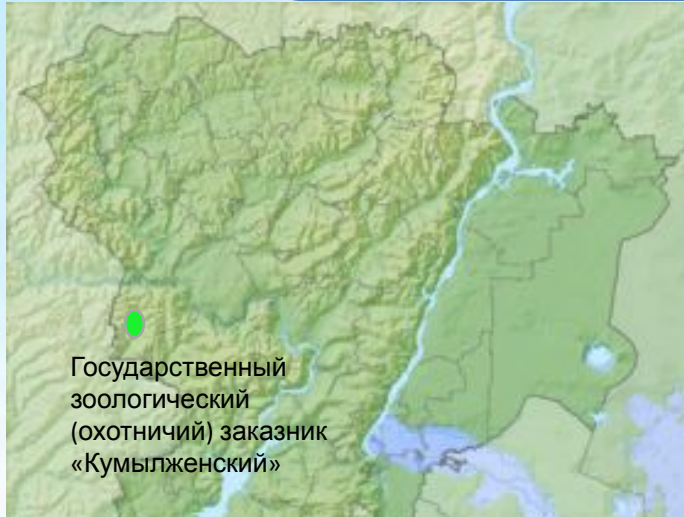 Государственный
зоологический
(охотничий) заказник
«Кумылженский»